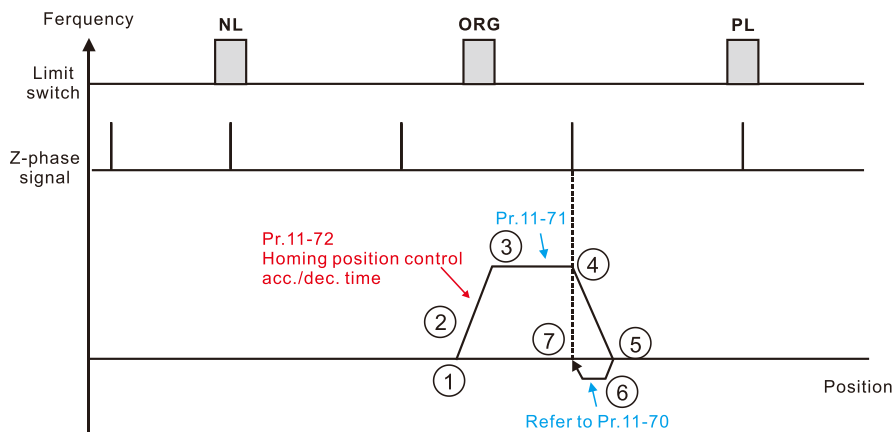 Ferquency
NL
ORG
PL
Limit
switch
Z-phase
signal
Pr.11-72
Homing position control
acc./dec. time
Pr.11-71
3
4
2
7
5
1
6
Position
Refer to Pr.11-70